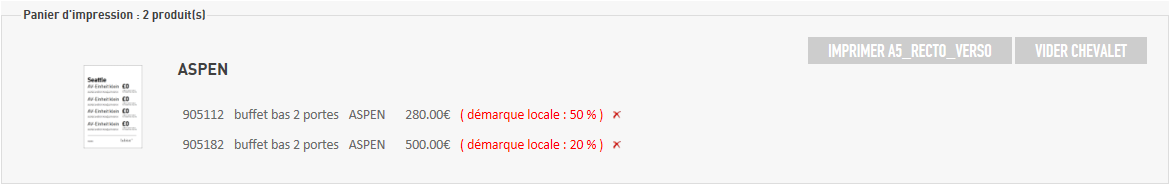 Panier d'impression : 2 produit(s)
IMPRIMER A5_RECTO_VERSO VIDER CHEVALET
ASPEN
Seattle
905112 buffet bas 2 portes ASPEN 280.00€ ( démarque locale : 50 % )
905182 buffet bas 2 portes ASPEN 500.00€ ( démarque locale : 20 % )